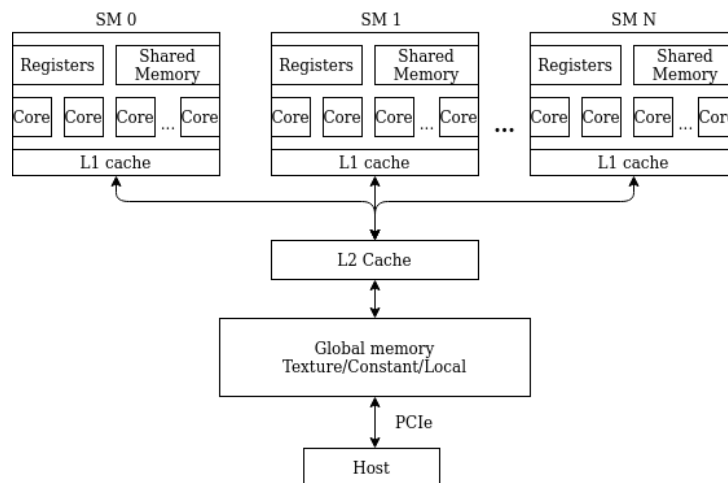 SM 0 SM 1 SM N
Registers Shared Memory Registers Shared Memory Registers Shared Memory
Core Core Core ... Core Core Core Core ... Core ... Core Core Core ... Core
L1 cache L1 cache L1 cache
L2 Cache
Global memory
Texture/Constant/Local
PCIe
Host